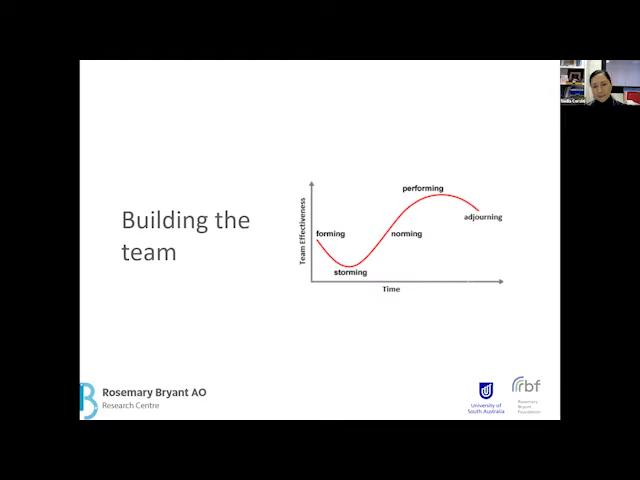 Building the
team
Team Effectiveness
forming
storming
norming
performing
adjourning
Time
Rosemary Bryant AO
Research Centre
University of
South Australia
rbf
Rosemary
Bryant
Foundation